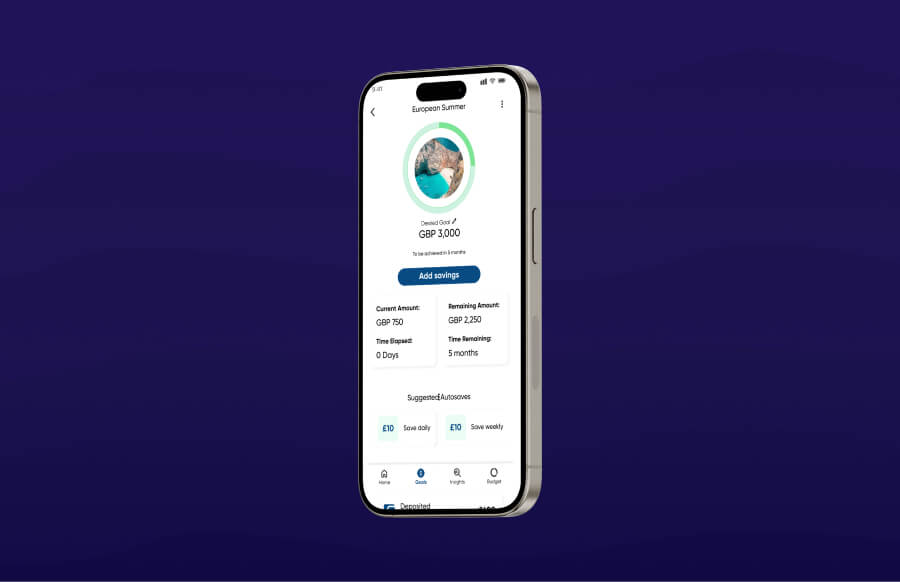 9:41
European Summer
Desired Goal
GBP 3,000
To be achieved in 5 months
Add savings
Current Amount:
GBP 750
Time Elapsed:
0 Days
Remaining Amount:
GBP 2,250
Time Remaining:
5 months
Suggested Autosaves
£10 Save daily
£10 Save weekly
Home Goals Insights Budget
Deposited